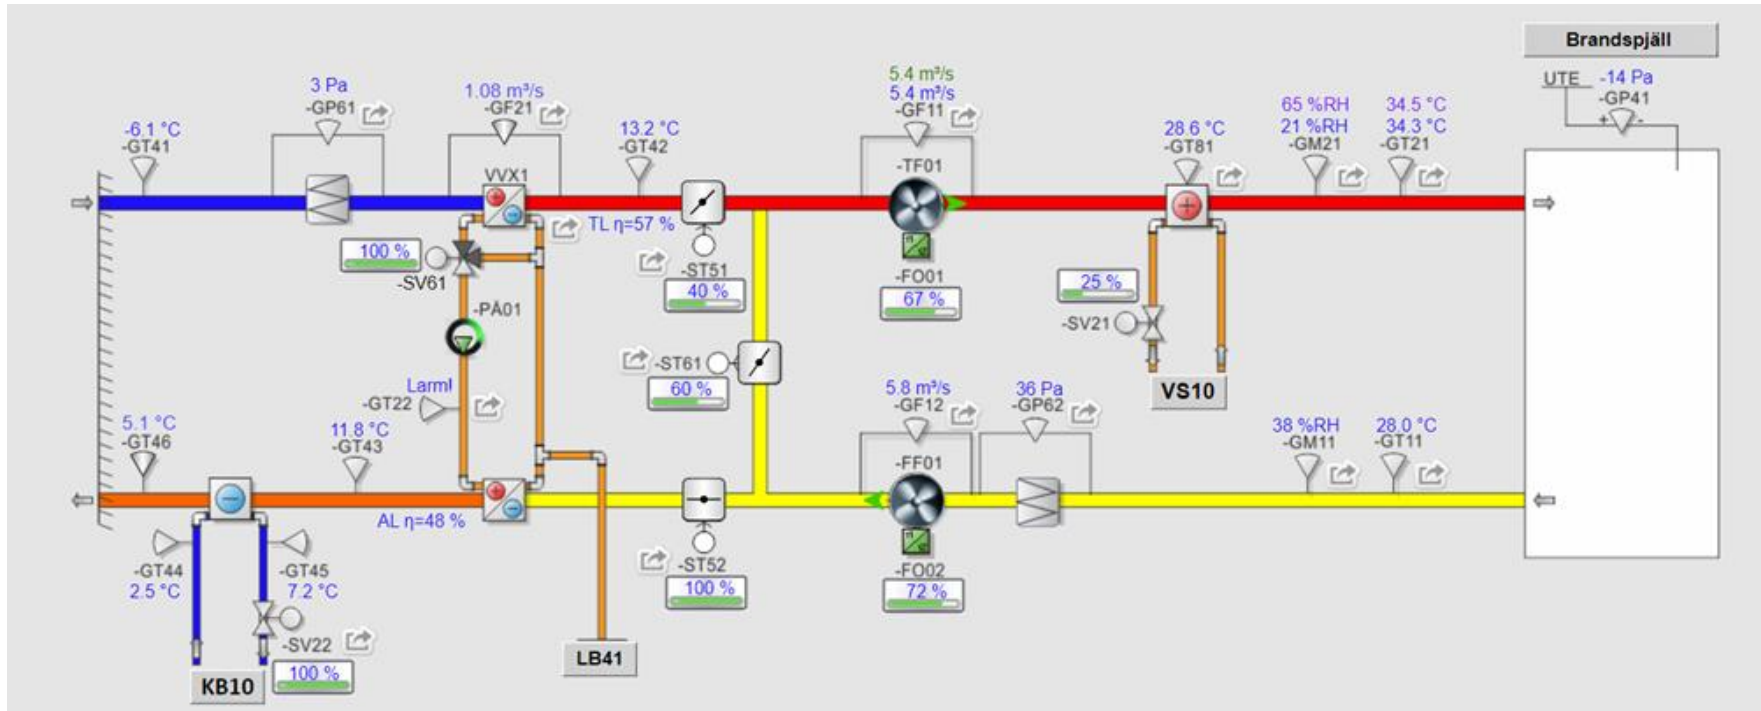 Brandspjäll
UTE
-14 Pa
-GP41
+ -
-6.1 °C
-GT41
3 Pa
-GP61
1.08 m³/s
-GF21
VVX1
13.2 °C
-GT42
5.4 m³/s
5.4 m³/s
-GF11
-TF01
28.6 °C
-GT81
65 %RH
21 %RH
-GM21
34.5 °C
34.3 °C
-GT21
TL η=57 %
100 %
-SV61
-ST51
40 %
-FO01
67 %
25 %
-SV21
VS10
-PÅ01
-ST61
60 %
Larm!
-GT22
5.8 m³/s
-GF12
36 Pa
-GP62
-FF01
38 %RH
-GM11
28.0 °C
-GT11
5.1 °C
-GT46
11.8 °C
-GT43
AL η=48 %
-ST52
100 %
-FO02
72 %
-GT44
2.5 °C
-GT45
7.2 °C
-SV22
100 %
KB10
LB41